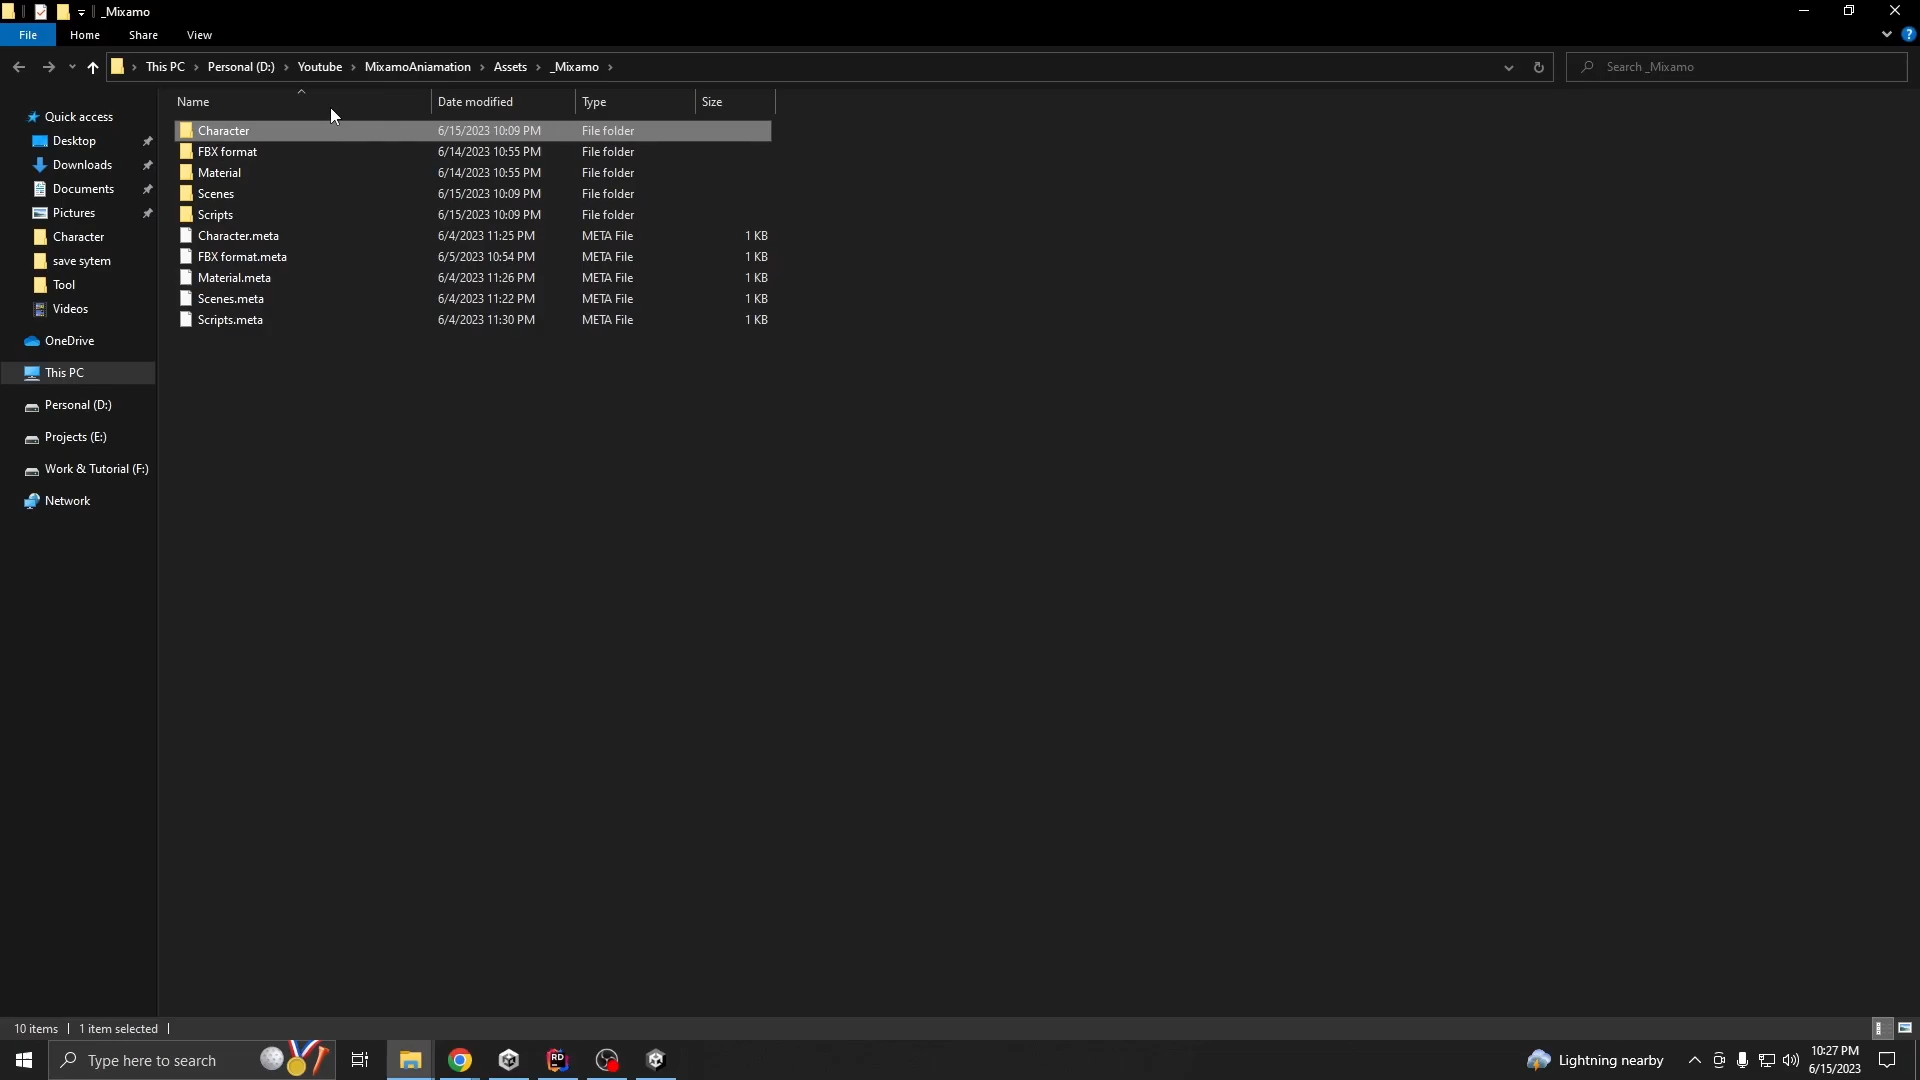 _Mixamo
File Home Share View
This PC Personal (D:) Youtube MixamoAniamation Assets _Mixamo
Search _Mixamo
Name Date modified Type Size
Character 6/15/2023 10:09 PM File folder
FBX format 6/14/2023 10:55 PM File folder
Material 6/14/2023 10:55 PM File folder
Scenes 6/15/2023 10:09 PM File folder
Scripts 6/15/2023 10:09 PM File folder
Character.meta 6/4/2023 11:25 PM META File 1 KB
FBX format.meta 6/5/2023 10:54 PM META File 1 KB
Material.meta 6/4/2023 11:26 PM META File 1 KB
Scenes.meta 6/4/2023 11:22 PM META File 1 KB
Scripts.meta 6/4/2023 11:30 PM META File 1 KB
Quick access
Desktop
Downloads
Documents
Pictures
Character
save sytem
Tool
Videos
OneDrive
This PC
Personal (D:)
Projects (E:)
Work & Tutorial (F:)
Network
10 items 1 item selected
Type here to search
RD
Lightning nearby
10:27 PM
6/15/2023